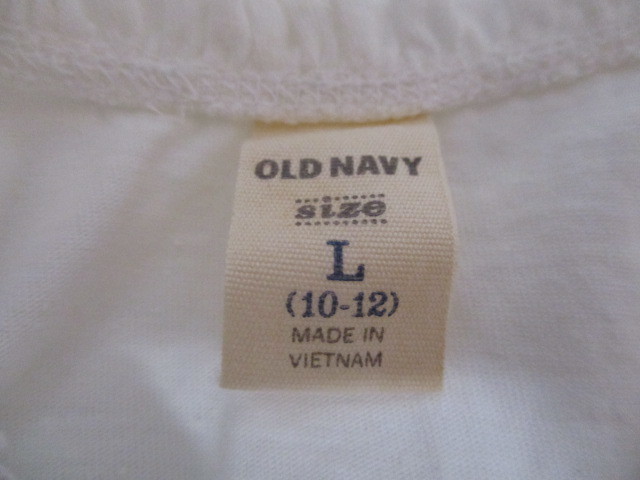 OLD NAVY
size
L
(10-12)
MADE IN
VIETNAM